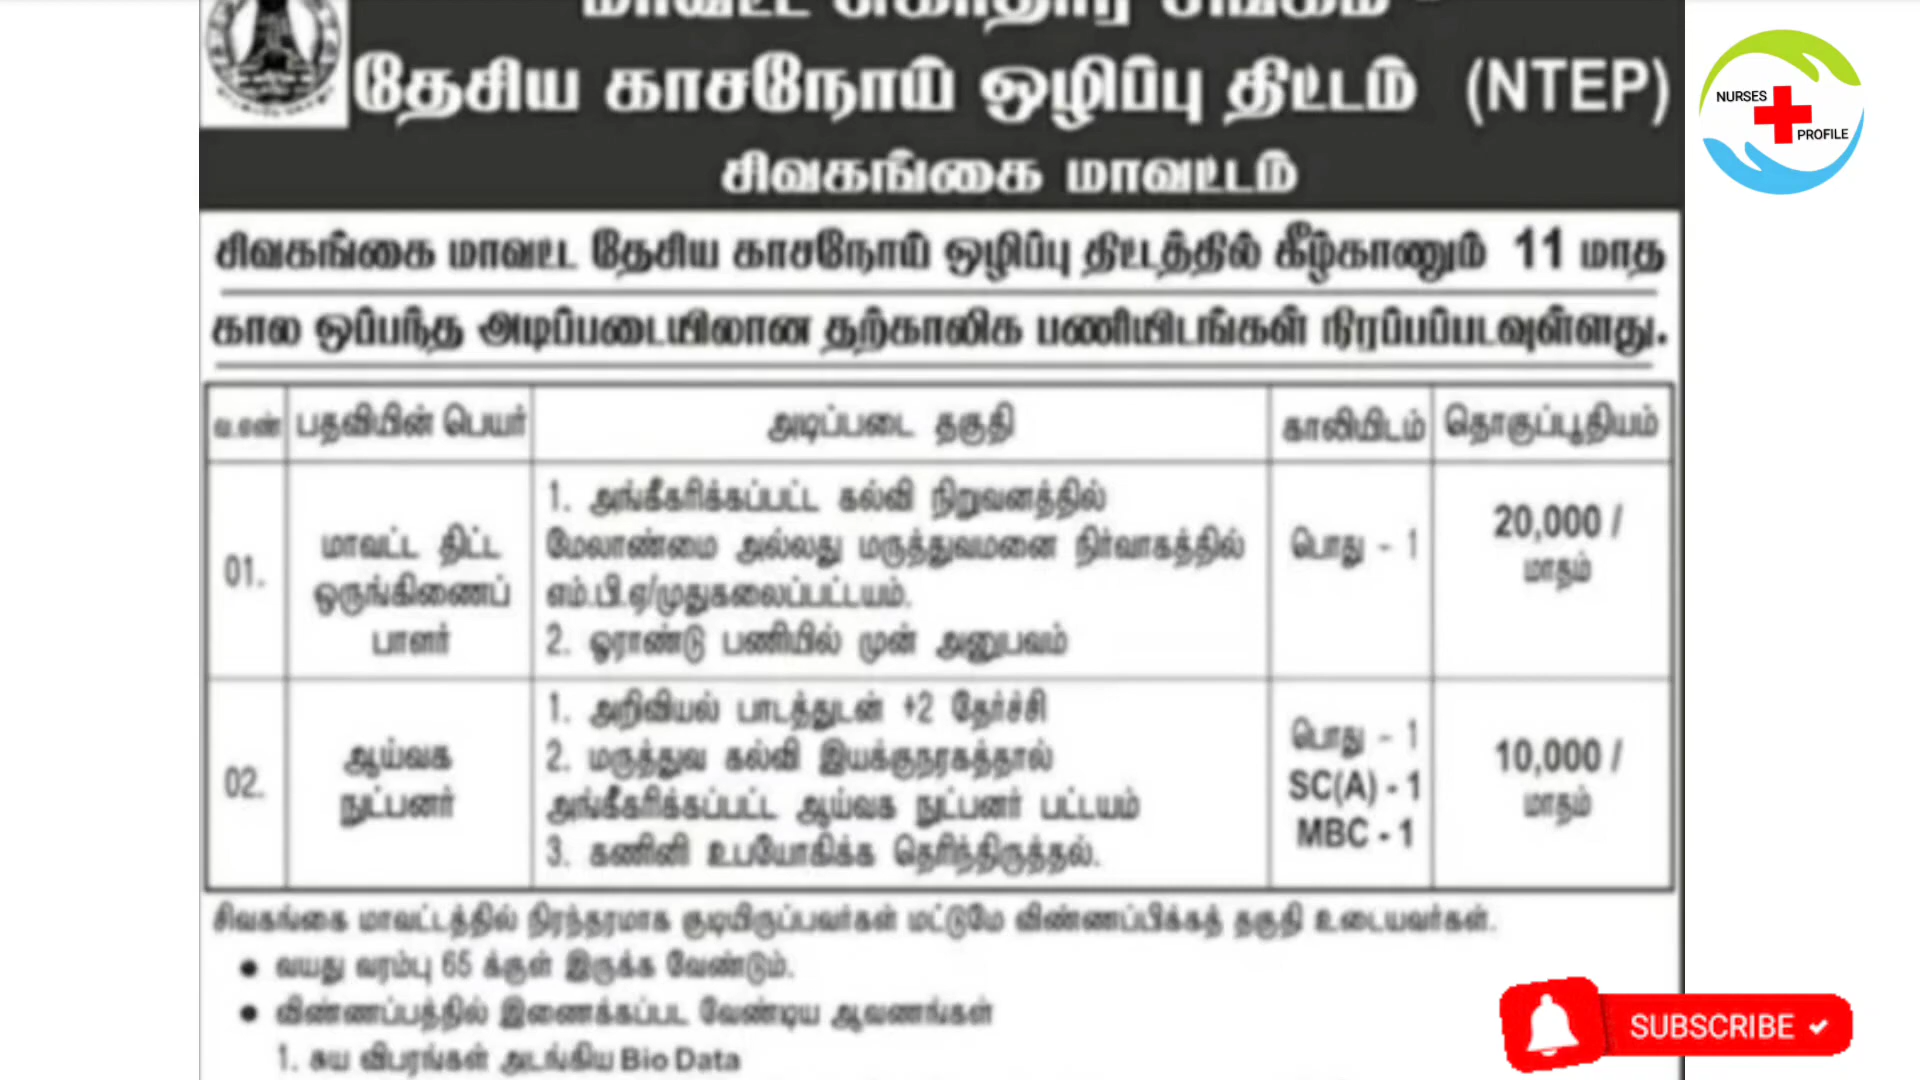 மாவட்ட சுகாதார சங்கம் -
தேசிய காசநோய் ஒழிப்பு திட்டம் (NTEP)
சிவகங்கை மாவட்டம்
NURSES
PROFILE
சிவகங்கை மாவட்ட தேசிய காசநோய் ஒழிப்பு திட்டத்தில் கீழ்காணும் 11 மாத
கால ஒப்பந்த அடிப்படையிலான தற்காலிக பணியிடங்கள் நிரப்பப்படவுள்ளது.
வ.எண் பதவியின் பெயர் அடிப்படை தகுதி காலியிடம் தொகுப்பூதியம்
01.
மாவட்ட திட்ட
ஒருங்கிணைப்
பாளர்
1. அங்கீகரிக்கப்பட்ட கல்வி நிறுவனத்தில்
மேலாண்மை அல்லது மருத்துவமனை நிர்வாகத்தில்
எம்.பி.ஏ/முதுகலைப்பட்டயம்.
2. ஓராண்டு பணியில் முன் அனுபவம்
பொது - 1
20,000 /
மாதம்
02.
ஆய்வக
நுட்பனர்
1. அறிவியல் பாடத்துடன் +2 தேர்ச்சி
2. மருத்துவ கல்வி இயக்குநரகத்தால்
அங்கீகரிக்கப்பட்ட ஆய்வக நுட்பனர் பட்டயம்
3. கணினி உபயோகிக்க தெரிந்திருத்தல்.
பொது - 1
SC(A) - 1
MBC - 1
10,000 /
மாதம்
சிவகங்கை மாவட்டத்தில் நிரந்தரமாக குடியிருப்பவர்கள் மட்டுமே விண்ணப்பிக்கத் தகுதி உடையவர்கள்.
● வயது வரம்பு 65 க்குள் இருக்க வேண்டும்.
● விண்ணப்பத்தில் இணைக்கப்பட வேண்டிய ஆவணங்கள்
1. சுய விபரங்கள் அடங்கிய Bio Data
SUBSCRIBE